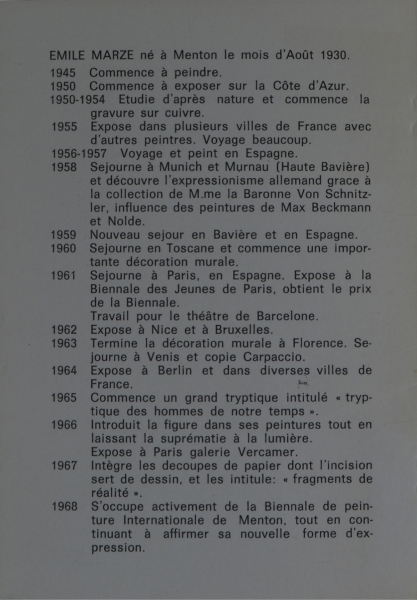 EMILE MARZE né à Menton le mois d'Août 1930.
1945 Commence à peindre.
1950 Commence à exposer sur la Côte d'Azur.
1950-1954 Etudie d'après nature et commence la
gravure sur cuivre.
1955 Expose dans plusieurs villes de France avec
d'autres peintres. Voyage beaucoup.
1956-1957 Voyage et peint en Espagne.
1958 Sejourne à Munich et Murnau (Haute Bavière)
et découvre l'expressionisme allemand grace à
la collection de M.me la Baronne Von Schnitz-
ler, influence des peintures de Max Beckmann
et Nolde.
1959 Nouveau sejour en Bavière et en Espagne.
1960 Sejourne en Toscane et commence une impor-
tante décoration murale.
1961 Sejourne à Paris, en Espagne. Expose à la
Biennale des Jeunes de Paris, obtient le prix
de la Biennale.
Travail pour le théâtre de Barcelone.
1962 Expose à Nice et à Bruxelles.
1963 Termine la décoration murale à Florence. Se-
journe à Venis et copie Carpaccio.
1964 Expose à Berlin et dans diverses villes de
France.
1965 Commence un grand tryptique intitulé « tryp-
tique des hommes de notre temps ».
1966 Introduit la figure dans ses peintures tout en
laissant la suprématie à la lumière.
Expose à Paris galerie Vercamer.
1967 Intègre les decoupes de papier dont l'incision
sert de dessin, et les intitule: « fragments de
réalité ».
1968 S'occupe activement de la Biennale de pein-
ture Internationale de Menton, tout en con-
tinuant à affirmer sa nouvelle forme d'ex-
pression.